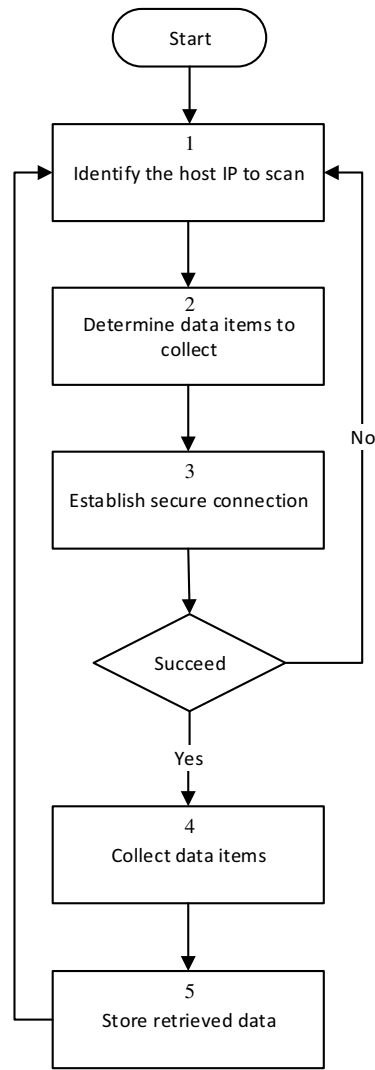 Start
1
Identify the host IP to scan
2
Determine data items to
collect
3
Establish secure connection
No
Succeed
Yes
4
Collect data items
5
Store retrieved data